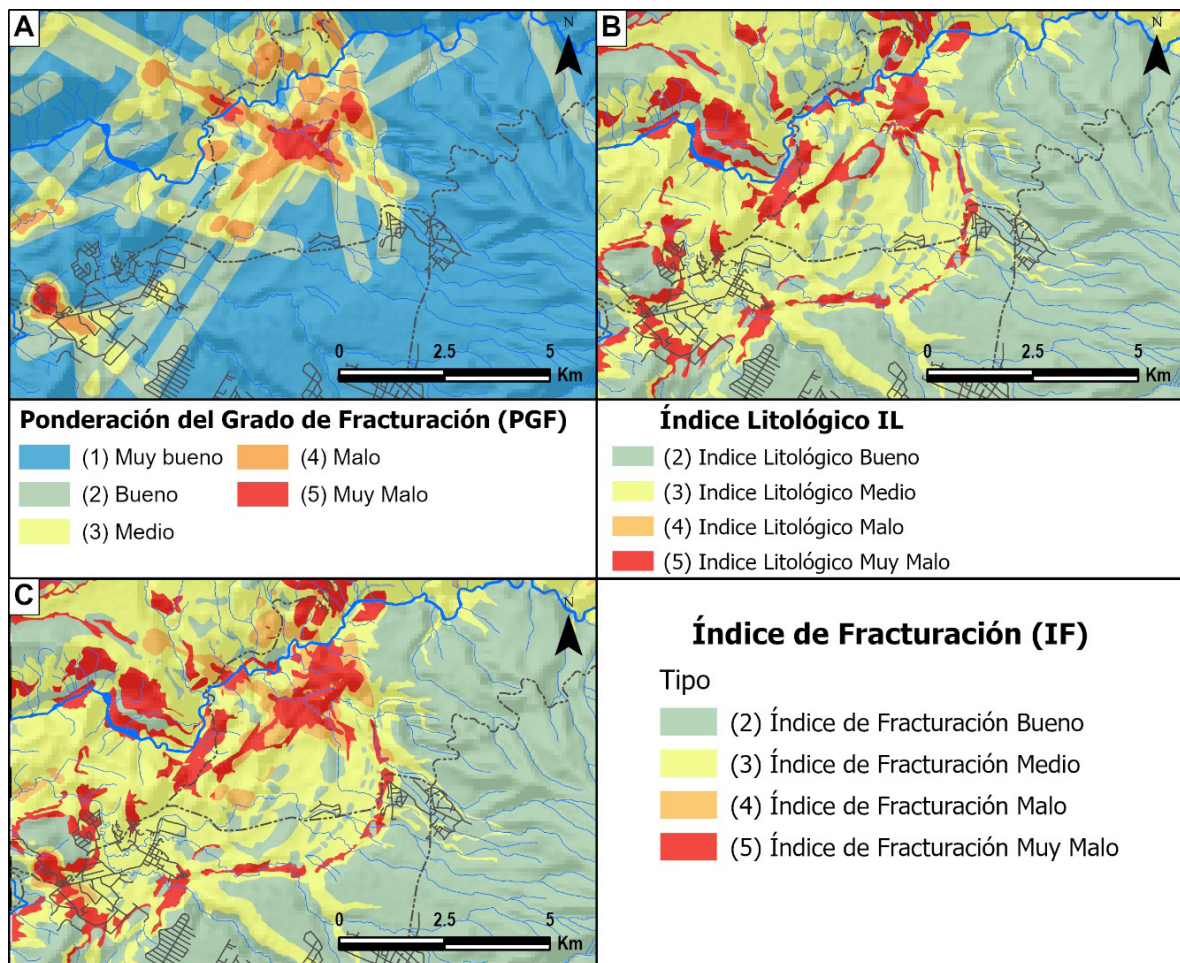 A
N
0 2.5 5
Km
B
N
0 2.5 5
Km
Ponderación del Grado de Fracturación (PGF)
(1) Muy bueno
(2) Bueno
(3) Medio
(4) Malo
(5) Muy Malo
Índice Litológico IL
(2) Indice Litológico Bueno
(3) Indice Litológico Medio
(4) Indice Litológico Malo
(5) Indice Litológico Muy Malo
C
N
0 2.5 5
Km
Índice de Fracturación (IF)
Tipo
(2) Índice de Fracturación Bueno
(3) Índice de Fracturación Medio
(4) Índice de Fracturación Malo
(5) Índice de Fracturación Muy Malo